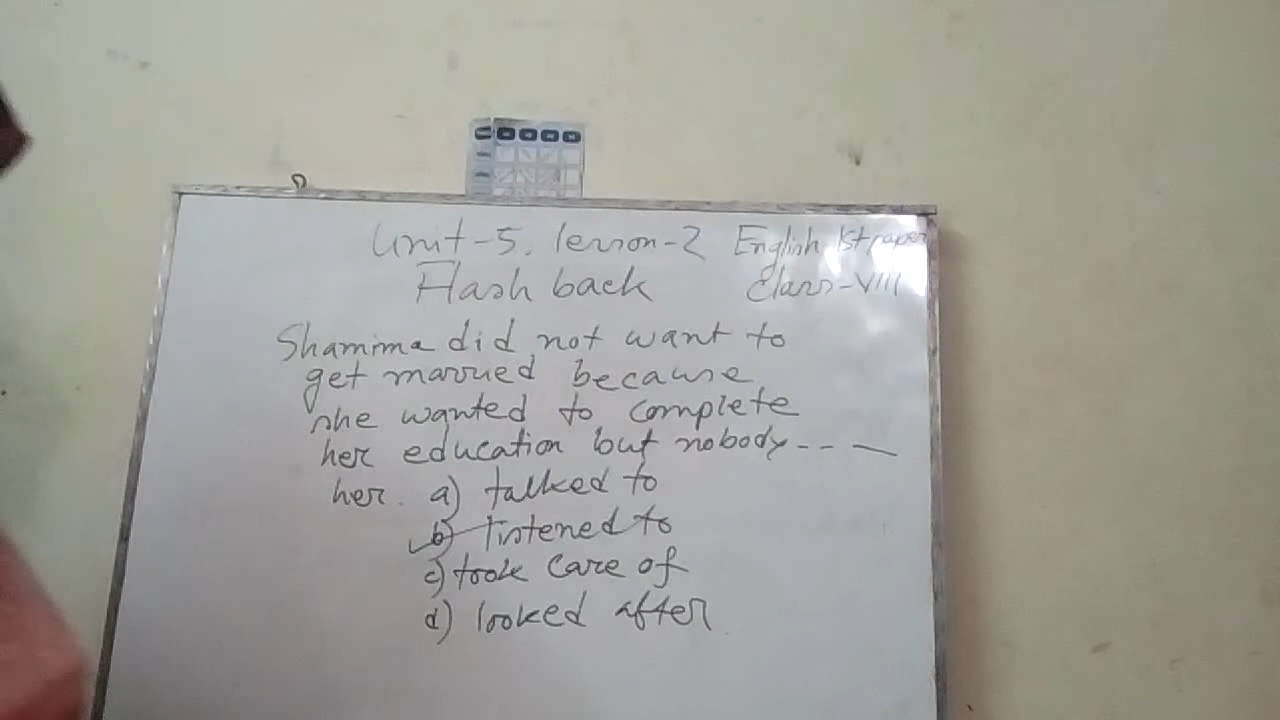 Unit-5, lesson-2 English 1st paper
Flash back Class-VIII
Shamima did not want to
get married because
she wanted to complete
her education but nobody-- —
her. a) talked to
b) listened to
c) took care of
d) looked after